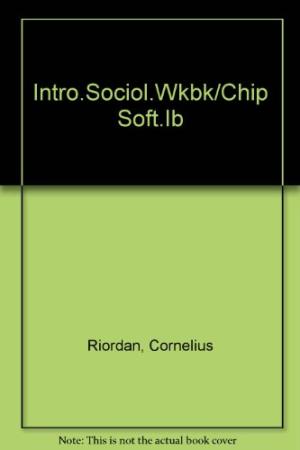 Intro.Sociol.Wkbk/Chip
Soft.Ib
Riordan, Cornelius
Note: This is not the actual book cover